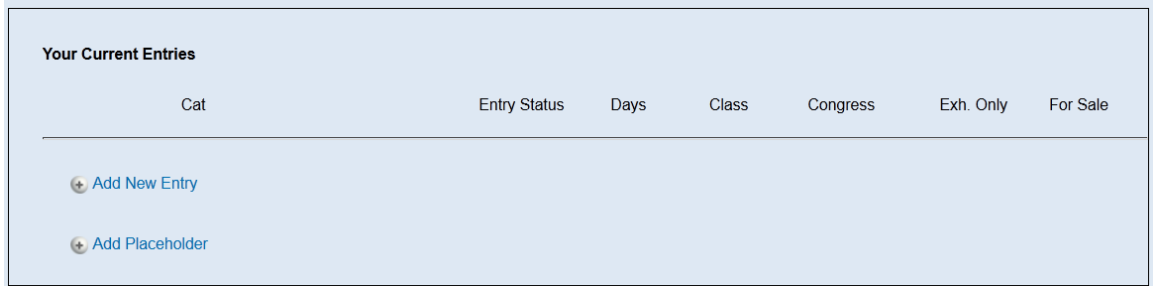 Your Current Entries
Cat Entry Status Days Class Congress Exh. Only For Sale
Add New Entry
Add Placeholder